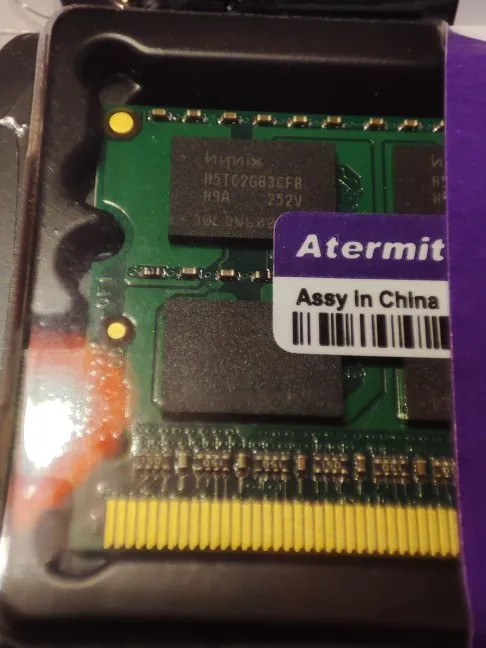 hynix
H5TC2G83CFR
H9A 252V
Atermit
Assy in China